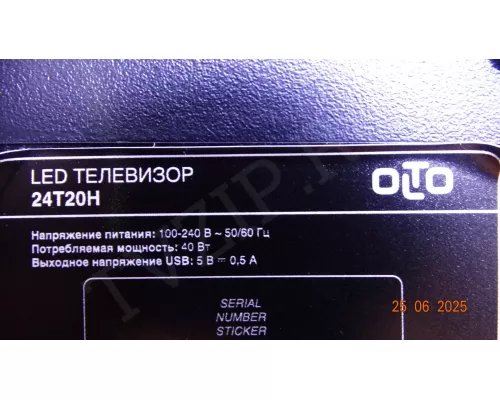 LED ТЕЛЕВИЗОР
24T20H
OLTO
Напряжение питания: 100-240 В ~ 50/60 Гц
Потребляемая мощность: 40 Вт
Выходное напряжение USB: 5 В ⎓ 0,5 А
SERIAL
NUMBER
STICKER
25 06 2025